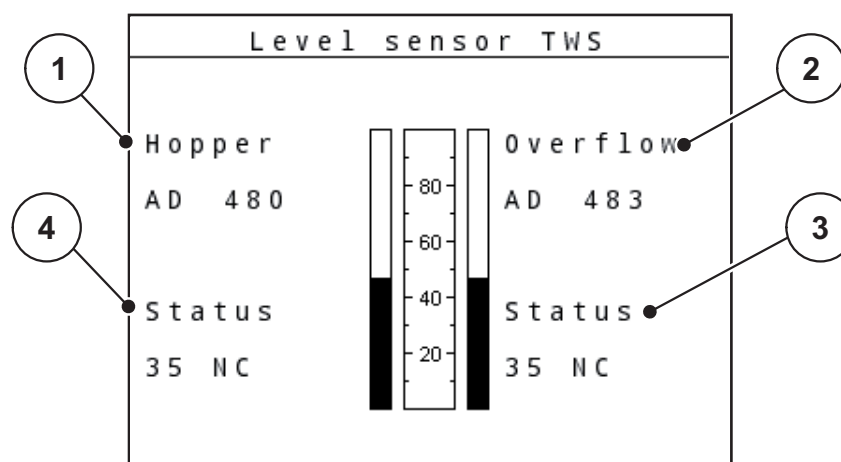 Level sensor TWS
1
2
Hopper
Overflow
AD 480
80
AD 483
4
60
3
Status
40
Status
35 NC
20
35 NC